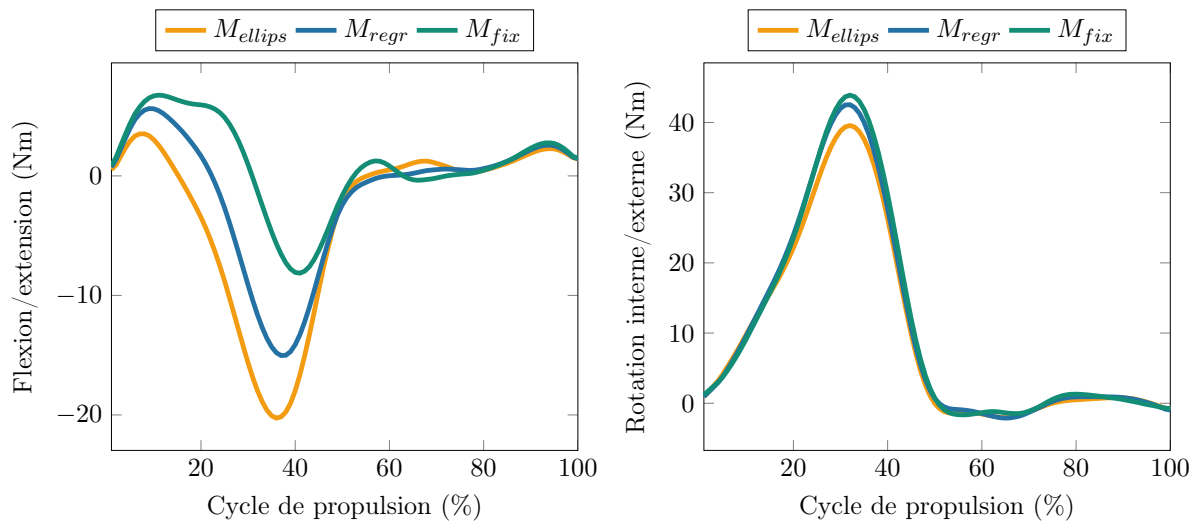 M_ellips M_regr M_fix
Flexion/extension (Nm)
0
−10
−20
20 40 60 80 100
Cycle de propulsion (%)
M_ellips M_regr M_fix
Rotation interne/externe (Nm)
40
30
20
10
0
20 40 60 80 100
Cycle de propulsion (%)